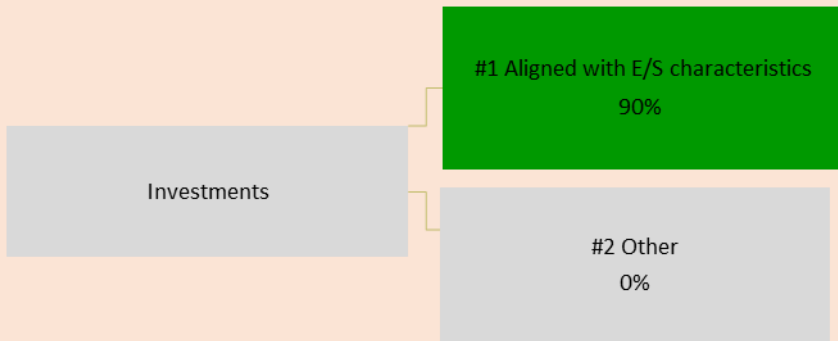 Investments
#1 Aligned with E/S characteristics
90%
#2 Other
0%